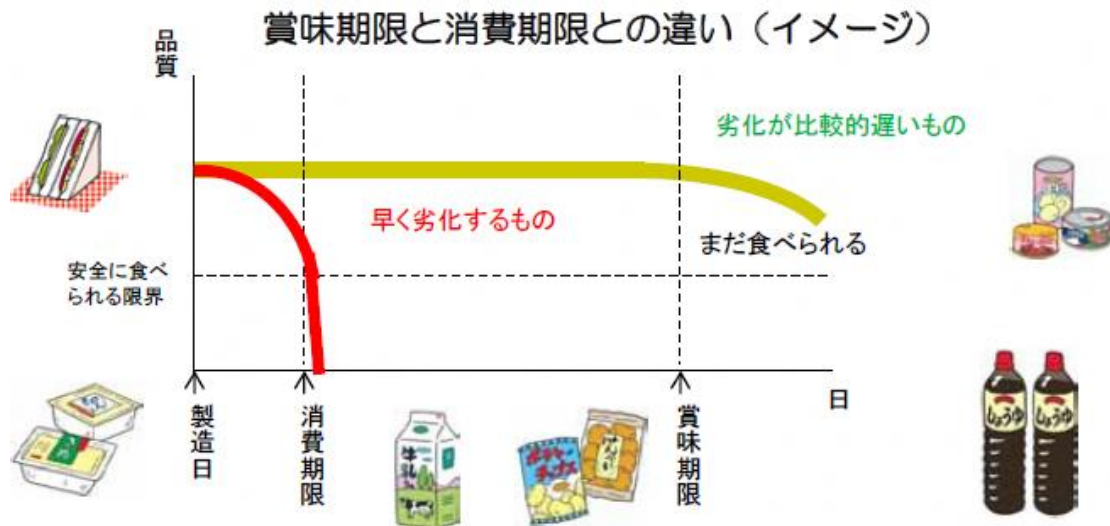 賞味期限と消費期限との違い（イメージ）
品質
劣化が比較的遅いもの
早く劣化するもの
まだ食べられる
安全に食べ
られる限界
日
製造日
消費期限
賞味期限
牛乳
ポテトチップス
しょうゆ
しょうゆ